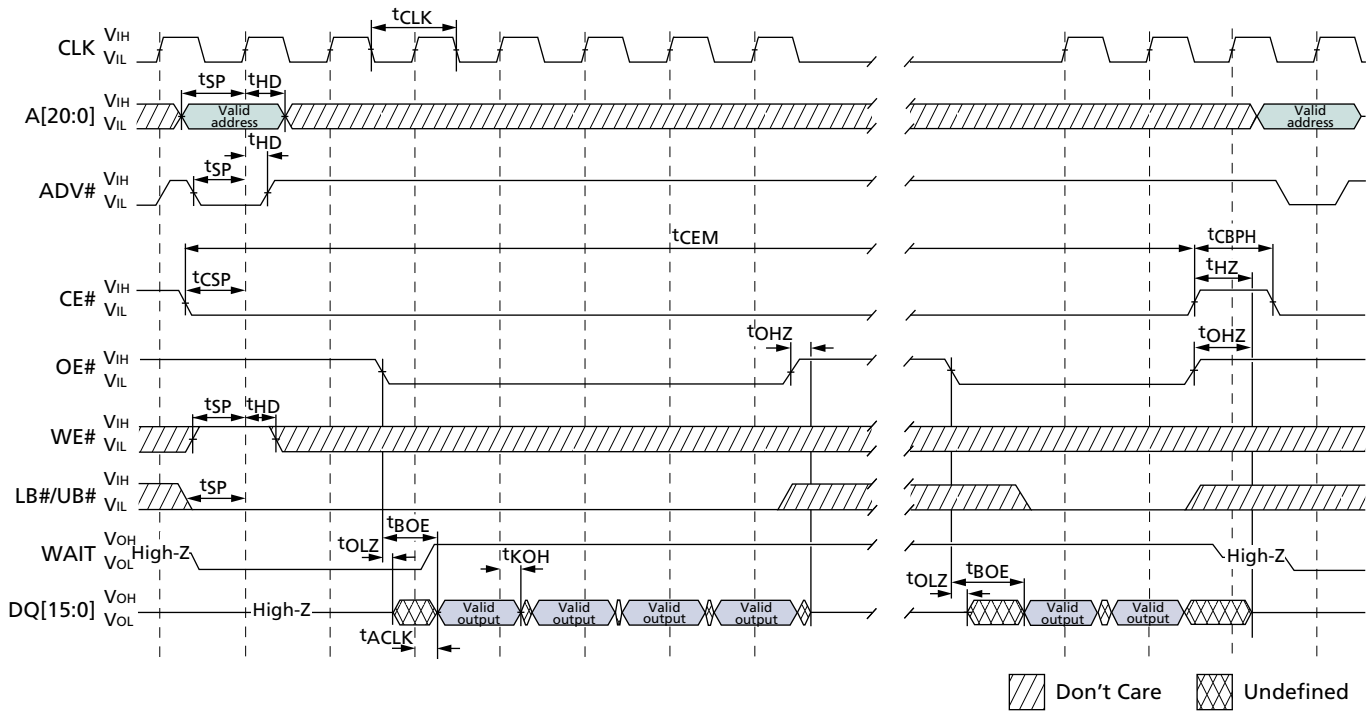 tCLK
CLK VIH
VIL
tSP tHD
A[20:0] VIH
VIL
Valid
address
Valid
address
tHD
tSP
ADV# VIH
VIL
tCEM
tCBPH
tCSP
tHZ
CE# VIH
VIL
tOHZ
tOHZ
OE# VIH
VIL
tSP tHD
WE# VIH
VIL
LB#/UB# VIH
VIL
tSP
tBOE
WAIT VOH
VOL
High-Z
tOLZ
tKOH
High-Z
tOLZ
tBOE
DQ[15:0] VOH
VOL
High-Z
Valid
output
Valid
output
Valid
output
Valid
output
Valid
output
Valid
output
tACLK
Don't Care
Undefined